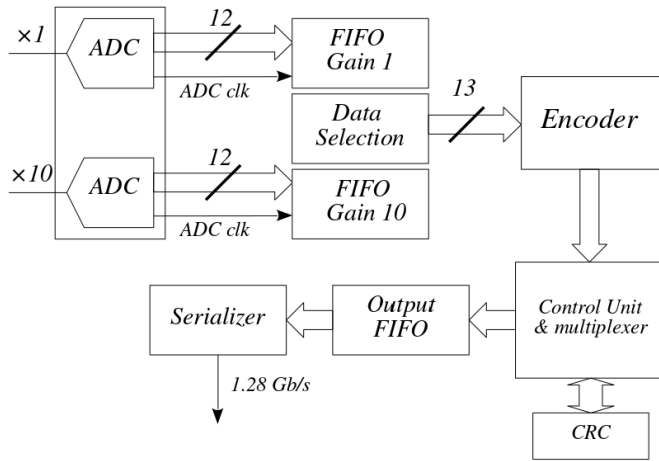 ×1
ADC
12
ADC clk
FIFO
Gain 1
Data
Selection
13
Encoder
×10
ADC
12
ADC clk
FIFO
Gain 10
Control Unit
& multiplexer
Output
FIFO
Serializer
1.28 Gb/s
CRC